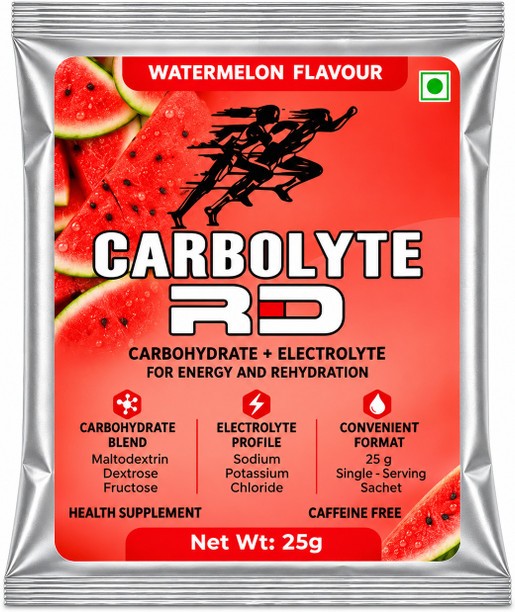 WATERMELON FLAVOUR
CARBOLYTE
RD
CARBOHYDRATE + ELECTROLYTE
FOR ENERGY AND REHYDRATION
CARBOHYDRATE
BLEND
Maltodextrin
Dextrose
Fructose
ELECTROLYTE
PROFILE
Sodium
Potassium
Chloride
CONVENIENT
FORMAT
25 g
Single - Serving
Sachet
HEALTH SUPPLEMENT
CAFFEINE FREE
Net Wt: 25g